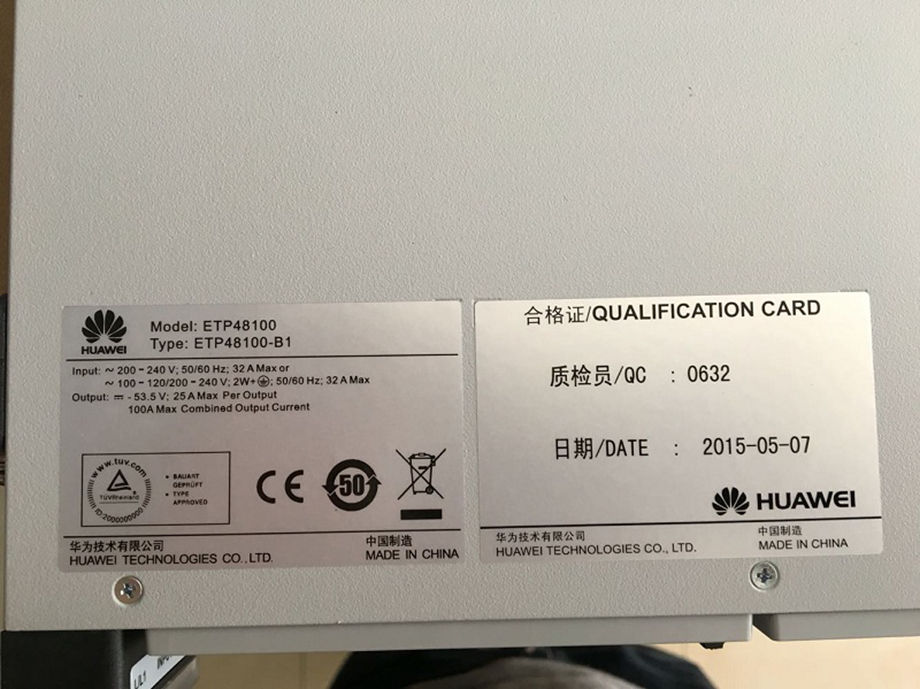 HUAWEI
Model: ETP48100
Type: ETP48100-B1
Input: ~ 200 - 240 V; 50/60 Hz; 32 A Max or
~ 100 - 120/200 - 240 V; 2W+⏚; 50/60 Hz; 32 A Max
Output: ⎓ - 53.5 V; 25 A Max Per Output
100A Max Combined Output Current
www.tuv.com
TÜVRheinland
ID:2000000000
• BAUART
GEPRÜFT
• TYPE
APPROVED
CE
50
华为技术有限公司
HUAWEI TECHNOLOGIES CO., LTD.
中国制造
MADE IN CHINA
合格证/QUALIFICATION CARD
质检员/QC : 0632
日期/DATE : 2015-05-07
HUAWEI
华为技术有限公司
HUAWEI TECHNOLOGIES CO., LTD.
中国制造
MADE IN CHINA